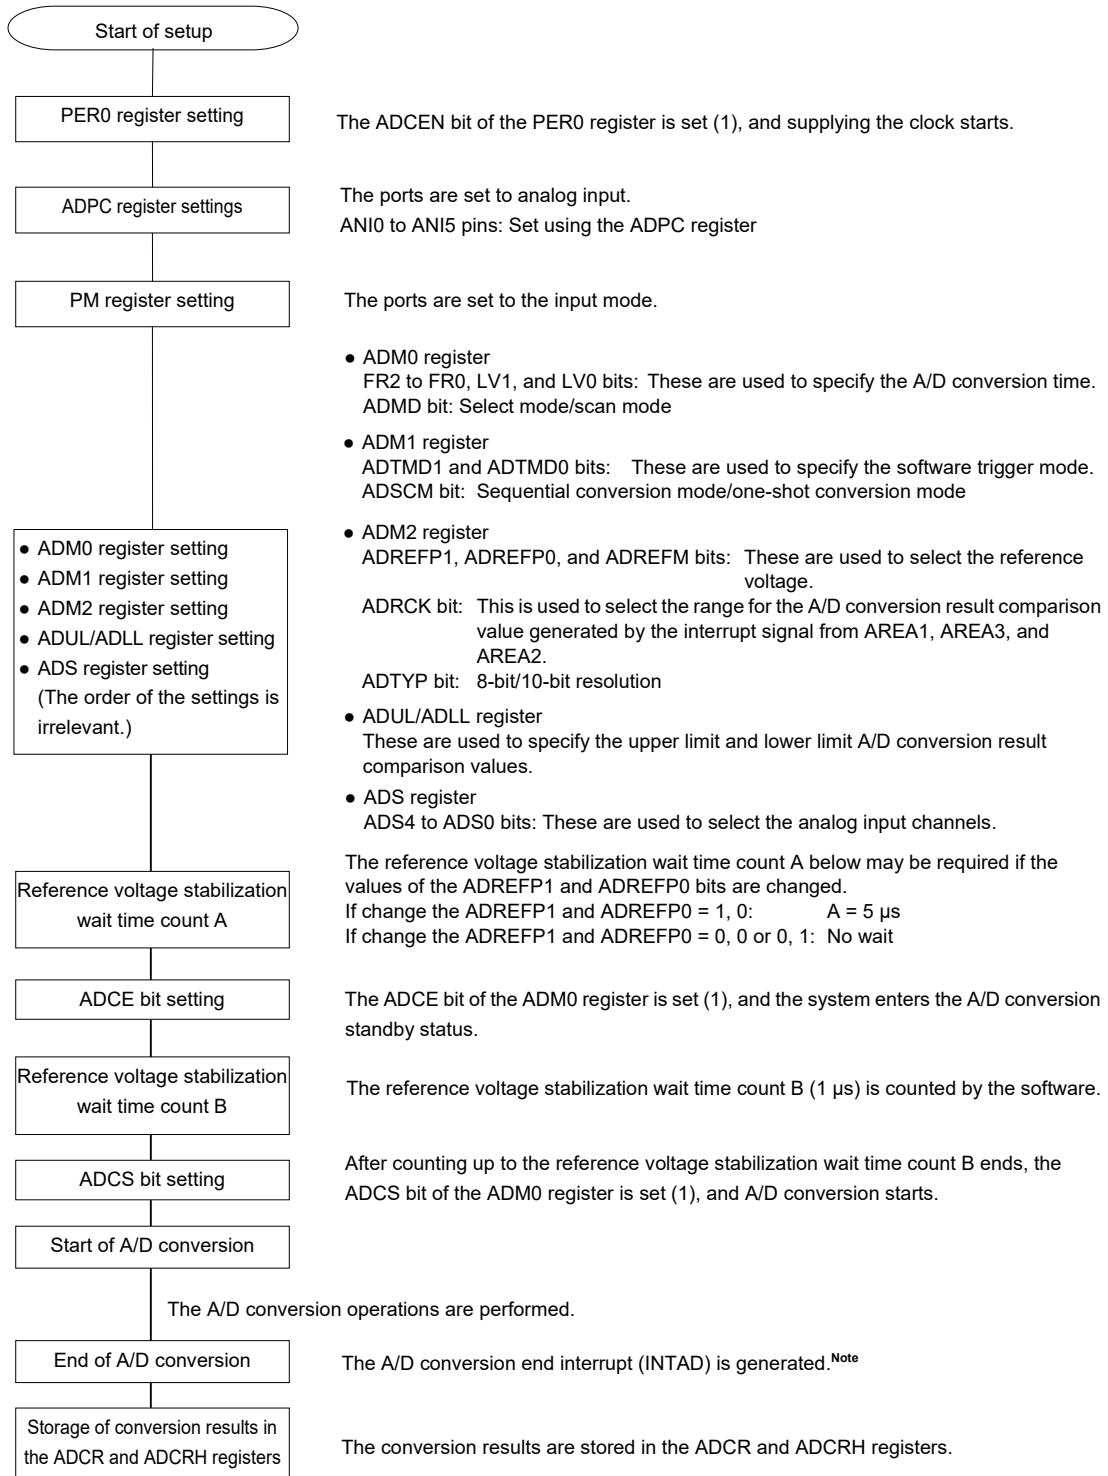 Start of setup
PER0 register setting
The ADCEN bit of the PER0 register is set (1), and supplying the clock starts.
ADPC register settings
The ports are set to analog input.
ANI0 to ANI5 pins: Set using the ADPC register
PM register setting
The ports are set to the input mode.
● ADM0 register
FR2 to FR0, LV1, and LV0 bits: These are used to specify the A/D conversion time.
ADMD bit: Select mode/scan mode
● ADM1 register
ADTMD1 and ADTMD0 bits: These are used to specify the software trigger mode.
ADSCM bit: Sequential conversion mode/one-shot conversion mode
● ADM0 register setting
● ADM1 register setting
● ADM2 register setting
● ADUL/ADLL register setting
● ADS register setting
(The order of the settings is
irrelevant.)
● ADM2 register
ADREFP1, ADREFP0, and ADREFM bits: These are used to select the reference
voltage.
ADRCK bit: This is used to select the range for the A/D conversion result comparison
value generated by the interrupt signal from AREA1, AREA3, and
AREA2.
ADTYP bit: 8-bit/10-bit resolution
● ADUL/ADLL register
These are used to specify the upper limit and lower limit A/D conversion result
comparison values.
● ADS register
ADS4 to ADS0 bits: These are used to select the analog input channels.
Reference voltage stabilization
wait time count A
The reference voltage stabilization wait time count A below may be required if the
values of the ADREFP1 and ADREFP0 bits are changed.
If change the ADREFP1 and ADREFP0 = 1, 0: A = 5 µs
If change the ADREFP1 and ADREFP0 = 0, 0 or 0, 1: No wait
ADCE bit setting
The ADCE bit of the ADM0 register is set (1), and the system enters the A/D conversion
standby status.
Reference voltage stabilization
wait time count B
The reference voltage stabilization wait time count B (1 µs) is counted by the software.
ADCS bit setting
After counting up to the reference voltage stabilization wait time count B ends, the
ADCS bit of the ADM0 register is set (1), and A/D conversion starts.
Start of A/D conversion
The A/D conversion operations are performed.
End of A/D conversion
The A/D conversion end interrupt (INTAD) is generated.Note
Storage of conversion results in
the ADCR and ADCRH registers
The conversion results are stored in the ADCR and ADCRH registers.